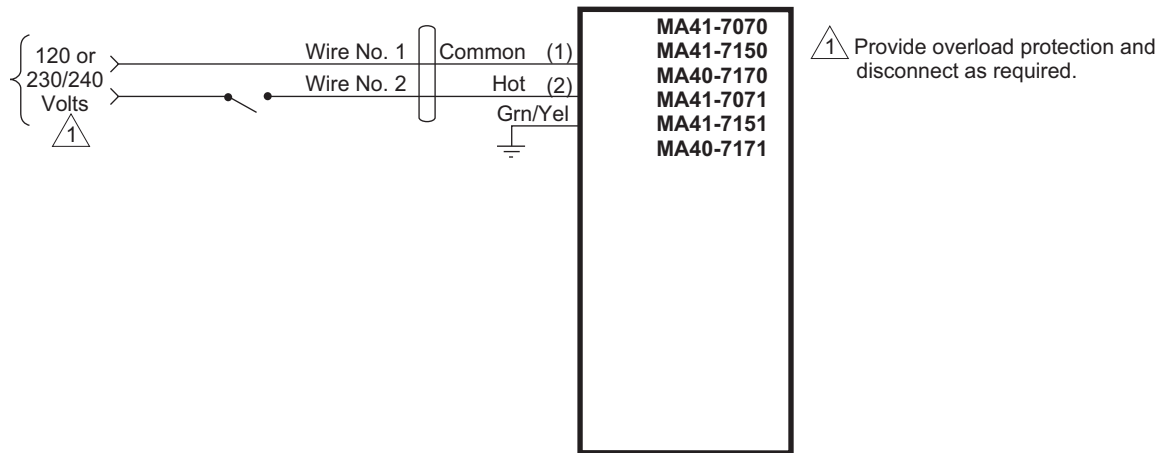 120 or
230/240
Volts
1
Wire No. 1 Common (1)
Wire No. 2 Hot (2)
Grn/Yel
MA41-7070
MA41-7150
MA40-7170
MA41-7071
MA41-7151
MA40-7171
1 Provide overload protection and
disconnect as required.